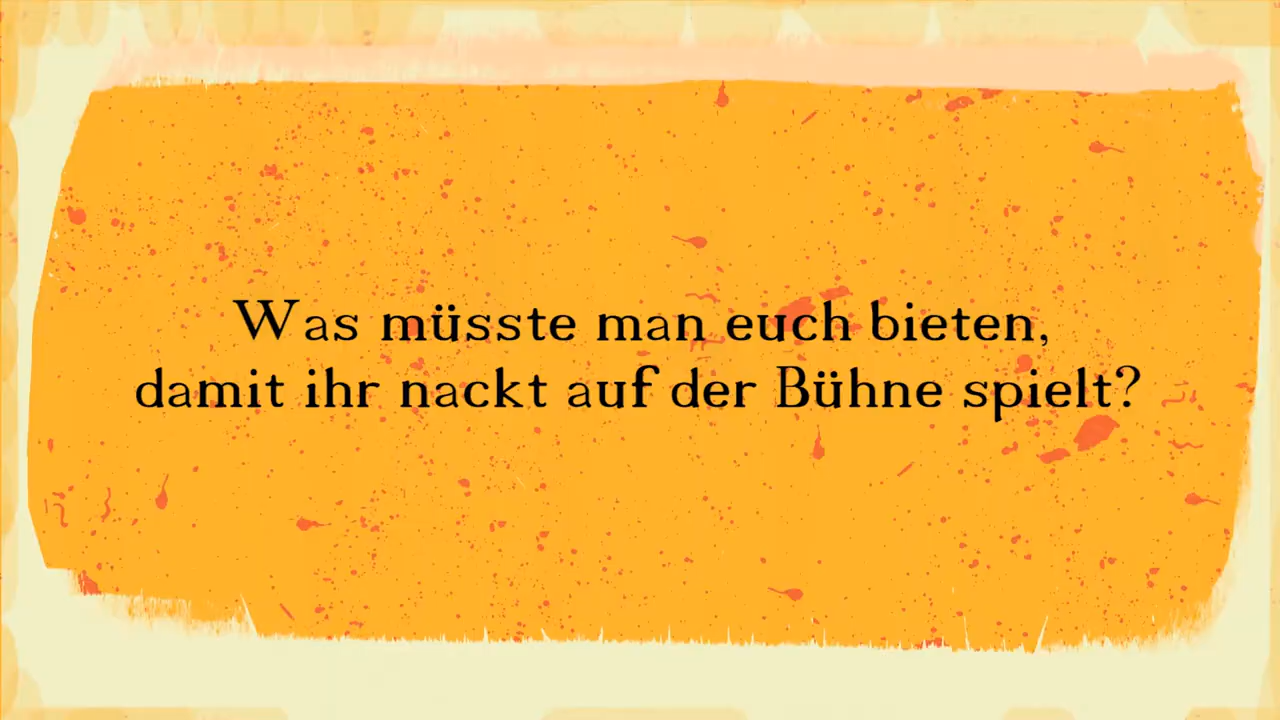 Was müsste man euch bieten,
damit ihr nackt auf der Bühne spielt?